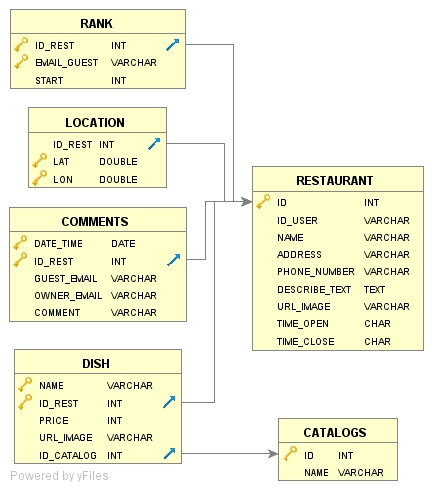 RANK
ID_REST INT
EMAIL_GUEST VARCHAR
START INT
LOCATION
ID_REST INT
LAT DOUBLE
LON DOUBLE
COMMENTS
DATE_TIME DATE
ID_REST INT
GUEST_EMAIL VARCHAR
OWNER_EMAIL VARCHAR
COMMENT VARCHAR
DISH
NAME VARCHAR
ID_REST INT
PRICE INT
URL_IMAGE VARCHAR
ID_CATALOG INT
RESTAURANT
ID INT
ID_USER VARCHAR
NAME VARCHAR
ADDRESS VARCHAR
PHONE_NUMBER VARCHAR
DESCRIBE_TEXT TEXT
URL_IMAGE VARCHAR
TIME_OPEN CHAR
TIME_CLOSE CHAR
CATALOGS
ID INT
NAME VARCHAR
Powered by yFiles